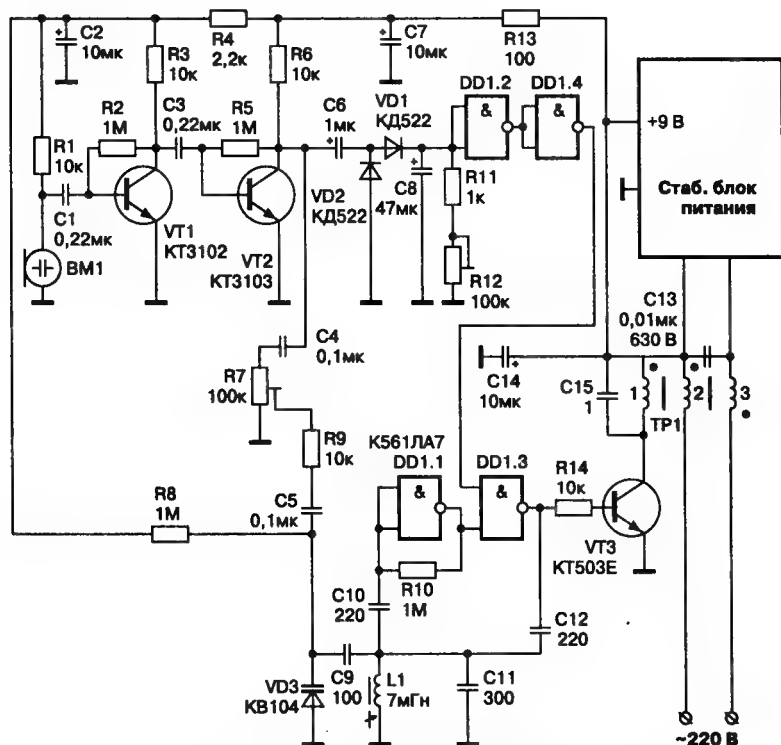 C2
10мк
R3
10к
R4
2,2к
R6
10к
C7
10мк
R13
100
R2
1М
C3
0,22мк
R5
1М
C6
1мк
VD1
КД522
DD1.2
&
DD1.4
&
+9 В
Стаб. блок
питания
R1
10к
C1
0,22мк
VT1
КТ3102
VT2
КТ3103
VD2
КД522
C8
47мк
R11
1к
R12
100к
BM1
C4
0,1мк
R7
100к
R9
10к
C5
0,1мк
R8
1М
C13
0,01мк
630 В
C14
10мк
C15
1
1
2
3
ТР1
К561ЛА7
DD1.1
&
DD1.3
&
R14
10к
VT3
КТ503Е
R10
1М
C10
220
C12
220
VD3
КВ104
C9
100
L1
7мГн
C11
300
~220 В